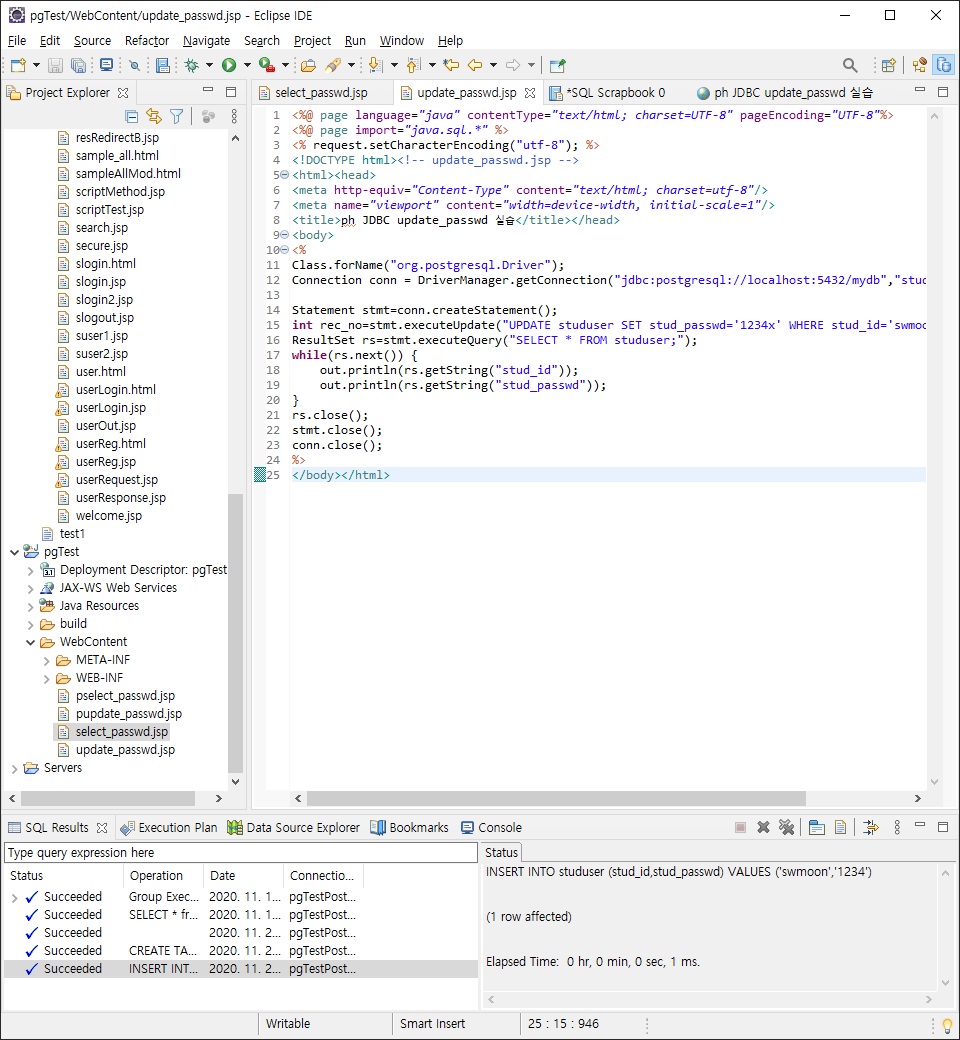 pgTest/WebContent/update_passwd.jsp - Eclipse IDE
File Edit Source Refactor Navigate Search Project Run Window Help
Project Explorer
resRedirectB.jsp
sample_all.html
sampleAllMod.html
scriptMethod.jsp
scriptTest.jsp
search.jsp
secure.jsp
slogin.html
slogin.jsp
slogin2.jsp
slogout.jsp
suser1.jsp
suser2.jsp
user.html
userLogin.html
userLogin.jsp
userOut.jsp
userReg.html
userReg.jsp
userRequest.jsp
userResponse.jsp
welcome.jsp
test1
pgTest
Deployment Descriptor: pgTest
JAX-WS Web Services
Java Resources
build
WebContent
META-INF
WEB-INF
pselect_passwd.jsp
pupdate_passwd.jsp
select_passwd.jsp
update_passwd.jsp
Servers
select_passwd.jsp update_passwd.jsp *SQL Scrapbook 0 ph JDBC update_passwd 실습
1 <%@ page language="java" contentType="text/html; charset=UTF-8" pageEncoding="UTF-8"%>
2 <%@ page import="java.sql.*" %>
3 <% request.setCharacterEncoding("utf-8"); %>
4 <!DOCTYPE html><!-- update_passwd.jsp -->
5 <html><head>
6 <meta http-equiv="Content-Type" content="text/html; charset=utf-8"/>
7 <meta name="viewport" content="width=device-width, initial-scale=1"/>
8 <title>ph JDBC update_passwd 실습</title></head>
9 <body>
10 <%
11 Class.forName("org.postgresql.Driver");
12 Connection conn = DriverManager.getConnection("jdbc:postgresql://localhost:5432/mydb","stud
13
14 Statement stmt=conn.createStatement();
15 int rec_no=stmt.executeUpdate("UPDATE studuser SET stud_passwd='1234x' WHERE stud_id='swmoo
16 ResultSet rs=stmt.executeQuery("SELECT * FROM studuser;");
17 while(rs.next()) {
18 out.println(rs.getString("stud_id"));
19 out.println(rs.getString("stud_passwd"));
20 }
21 rs.close();
22 stmt.close();
23 conn.close();
24 %>
25 </body></html>
SQL Results Execution Plan Data Source Explorer Bookmarks Console
Type query expression here
Status Operation Date Connectio...
Succeeded Group Exec... 2020. 11. 1... pgTestPost...
Succeeded SELECT * fr... 2020. 11. 1... pgTestPost...
Succeeded 2020. 11. 2... pgTestPost...
Succeeded CREATE TA... 2020. 11. 2... pgTestPost...
Succeeded INSERT INT... 2020. 11. 2... pgTestPost...
Status
INSERT INTO studuser (stud_id,stud_passwd) VALUES ('swmoon','1234')
(1 row affected)
Elapsed Time:  0 hr, 0 min, 0 sec, 1 ms.
Writable Smart Insert 25 : 15 : 946